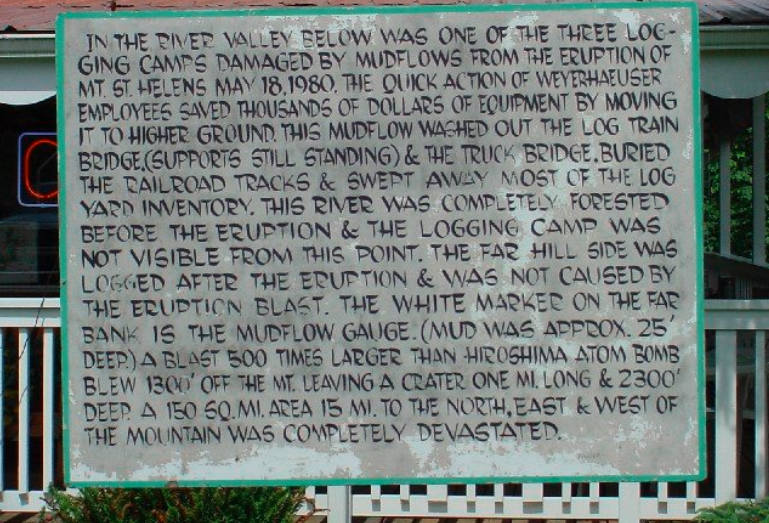 IN THE RIVER VALLEY BELOW WAS ONE OF THE THREE LOG-
GING CAMPS DAMAGED BY MUDFLOWS FROM THE ERUPTION OF
MT. ST. HELENS MAY 18, 1980. THE QUICK ACTION OF WEYERHAEUSER
EMPLOYEES SAVED THOUSANDS OF DOLLARS OF EQUIPMENT BY MOVING
IT TO HIGHER GROUND. THIS MUDFLOW WASHED OUT THE LOG TRAIN
BRIDGE,(SUPPORTS STILL STANDING) & THE TRUCK BRIDGE. BURIED
THE RAILROAD TRACKS & SWEPT AWAY MOST OF THE LOG
YARD INVENTORY. THIS RIVER WAS COMPLETELY FORESTED
BEFORE THE ERUPTION & THE LOGGING CAMP WAS
NOT VISIBLE FROM THIS POINT. THE FAR HILL SIDE WAS
LOGGED AFTER THE ERUPTION & WAS NOT CAUSED BY
THE ERUPTION BLAST. THE WHITE MARKER ON THE FAR
BANK IS THE MUDFLOW GAUGE. (MUD WAS APPROX. 25'
DEEP.) A BLAST 500 TIMES LARGER THAN HIROSHIMA ATOM BOMB
BLEW 1300' OFF THE MT. LEAVING A CRATER ONE MI. LONG & 2300'
DEEP. A 150 SQ. MI. AREA 15 MI. TO THE NORTH, EAST & WEST OF
THE MOUNTAIN WAS COMPLETELY DEVASTATED.